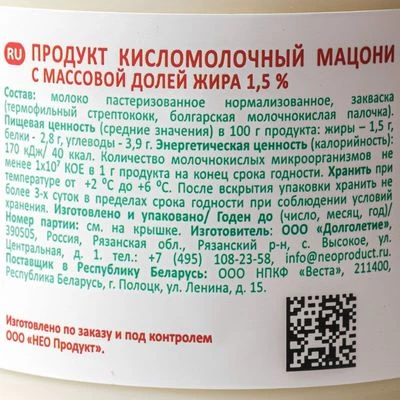 RU ПРОДУКТ КИСЛОМОЛОЧНЫЙ МАЦОНИ
С МАССОВОЙ ДОЛЕЙ ЖИРА 1,5 %
Состав: молоко пастеризованное нормализованное, закваска
(термофильный стрептококк, болгарская молочнокислая палочка).
Пищевая ценность (средние значения) в 100 г продукта: жиры – 1,5 г,
белки - 2,8 г, углеводы - 3,9 г. Энергетическая ценность (калорийность):
170 кДж/ 40 ккал. Количество молочнокислых микроорганизмов не
менее 1х10⁷ КОЕ в 1 г продукта на конец срока годности. Хранить при
температуре от +2 °С до +6 °С. После вскрытия упаковки хранить не
более 3-х суток в пределах срока годности при соблюдении условий
хранения. Изготовлено и упаковано/ Годен до (число, месяц, год)/
Номер партии: см. на крышке. Изготовитель: ООО «Долголетие»,
390505, Россия, Рязанская обл., Рязанский р-н, с. Высокое, ул.
Центральная, д. 1. тел.: +7 (495) 108-23-58, info@neoproduct.ru.
Поставщик в Республику Беларусь: ООО НПКФ «Веста», 211400,
Республика Беларусь, г. Полоцк, ул. Ленина, д. 15.
Изготовлено по заказу и под контролем
ООО «НЕО Продукт».